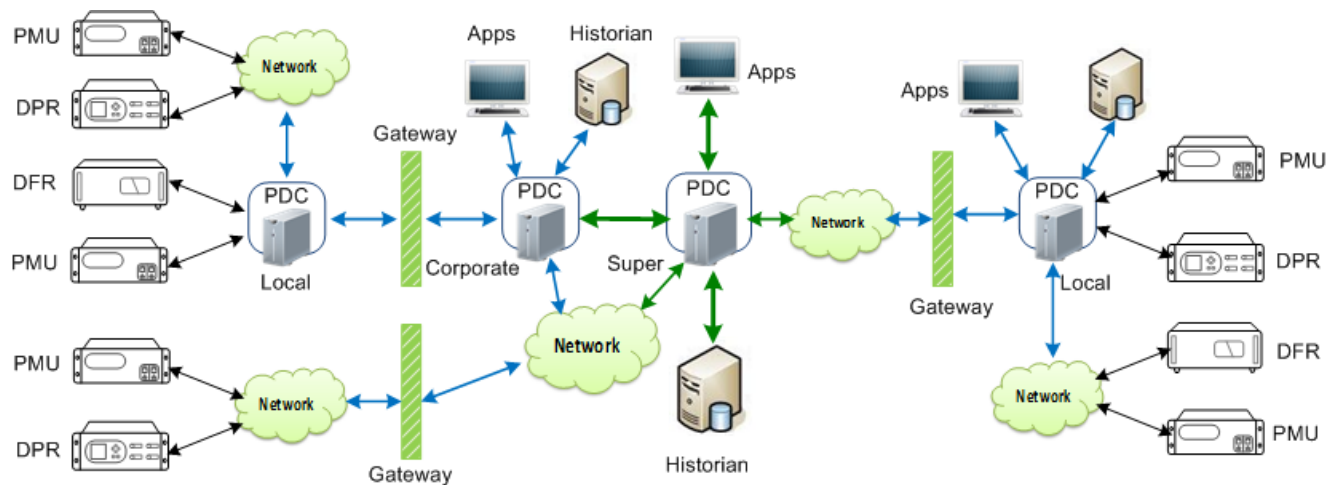 PMU
DPR
DFR
PMU
PMU
DPR
Network
PDC
Local
Network
Gateway
Gateway
Apps
Historian
PDC
Corporate
Network
Apps
PDC
Super
Historian
Network
Gateway
Apps
PDC
Local
Network
PMU
DPR
DFR
PMU